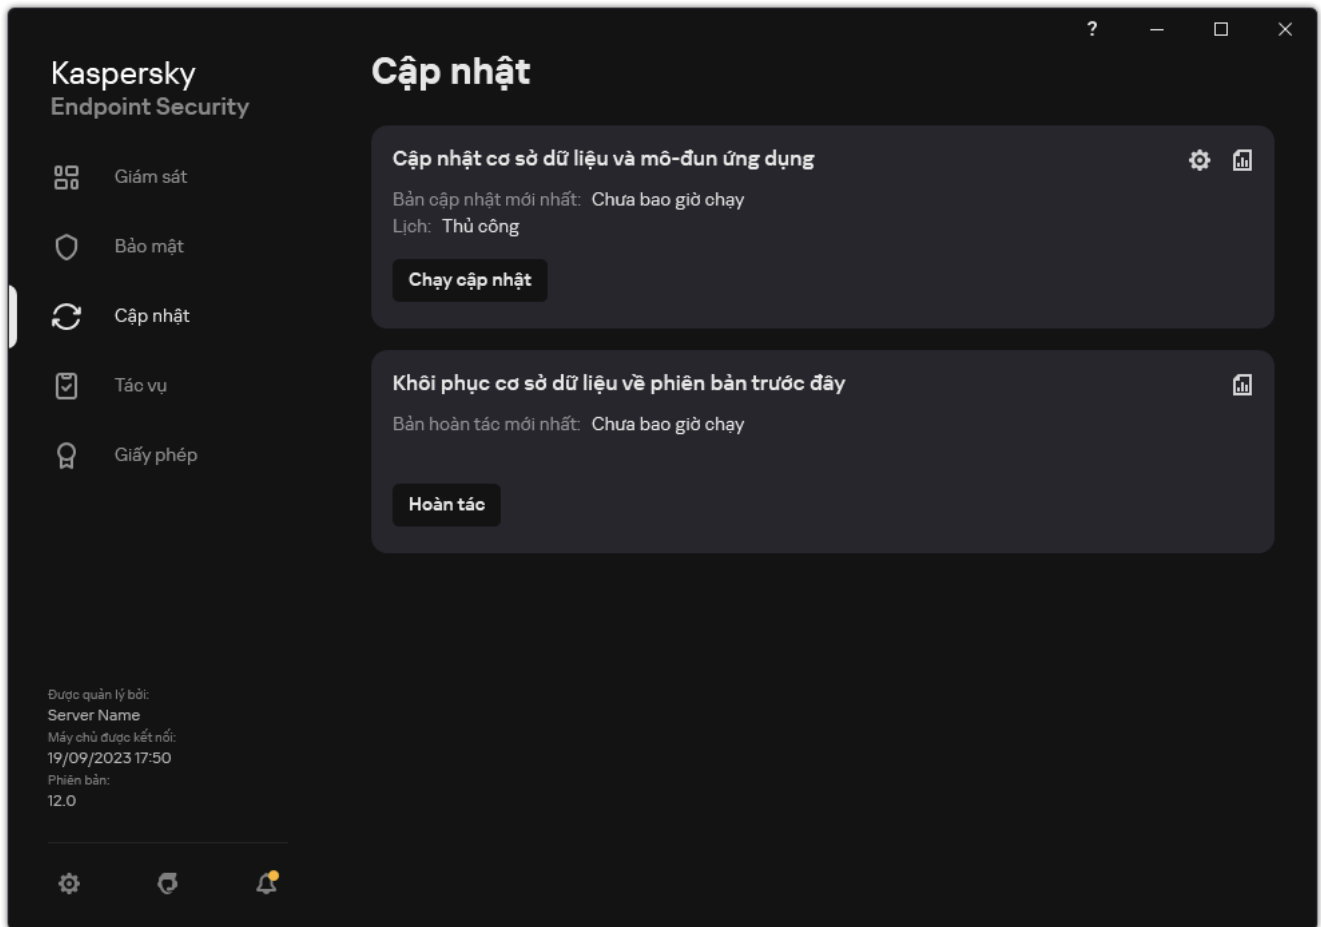 ?
Kaspersky
Endpoint Security
Giám sát
Bảo mật
Cập nhật
Tác vụ
Giấy phép
Được quản lý bởi:
Server Name
Máy chủ được kết nối:
19/09/2023 17:50
Phiên bản:
12.0
Cập nhật
Cập nhật cơ sở dữ liệu và mô-đun ứng dụng
Bản cập nhật mới nhất: Chưa bao giờ chạy
Lịch: Thủ công
Chạy cập nhật
Khôi phục cơ sở dữ liệu về phiên bản trước đây
Bản hoàn tác mới nhất: Chưa bao giờ chạy
Hoàn tác